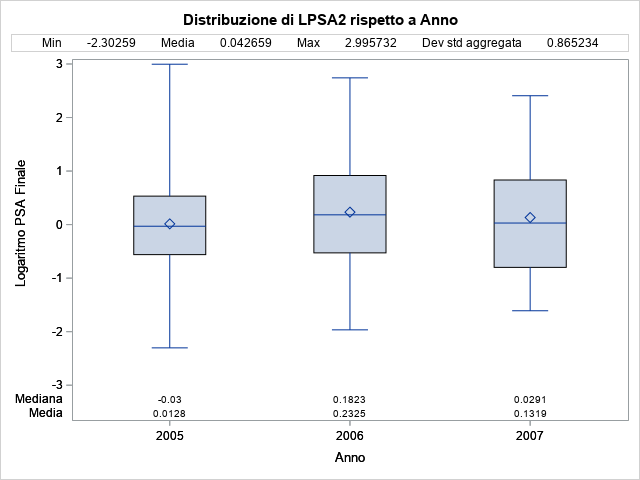 Distribuzione di LPSA2 rispetto a Anno
Min -2.30259 Media 0.042659 Max 2.995732 Dev std aggregata 0.865234
3
2
1
0
-1
-2
-3
Logaritmo PSA Finale
Mediana -0.03 0.1823 0.0291
Media 0.0128 0.2325 0.1319
2005 2006 2007
Anno